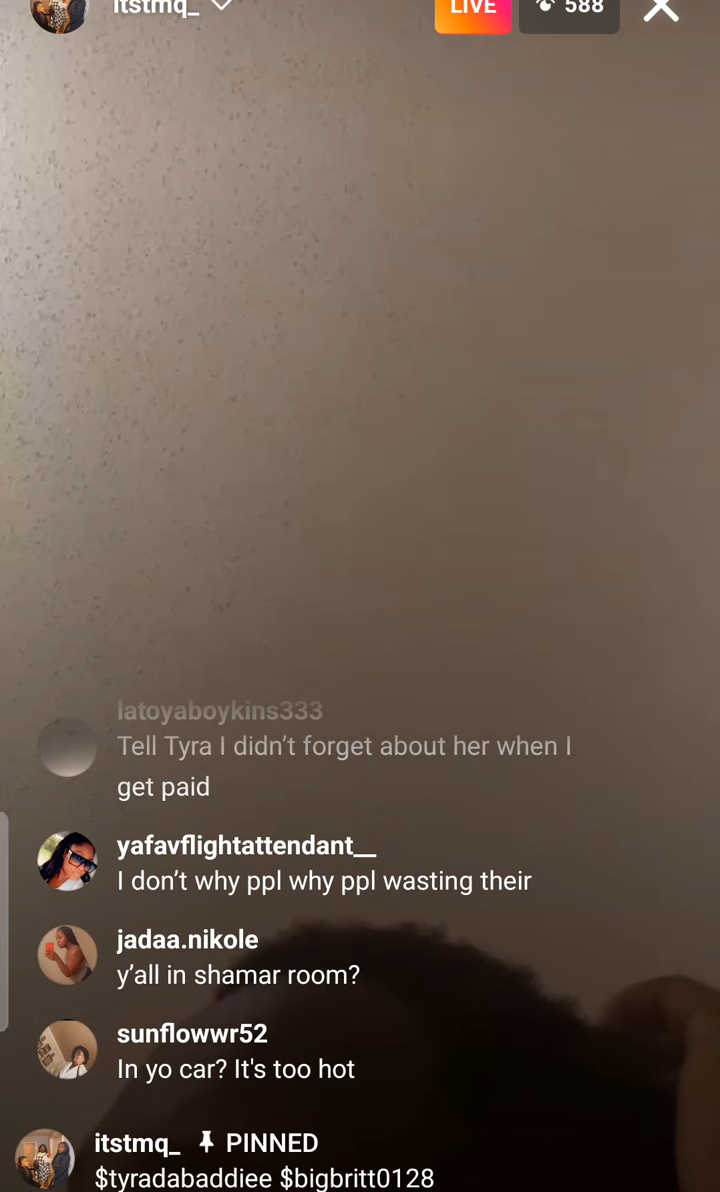 itstmq_
LIVE
588
latoyaboykins333
Tell Tyra I didn't forget about her when I
get paid
yafavflightattendant__
I don't why ppl why ppl wasting their
jadaa.nikole
y'all in shamar room?
sunflowwr52
In yo car? It's too hot
itstmq_ PINNED
$tyradabaddiee $bigbritt0128